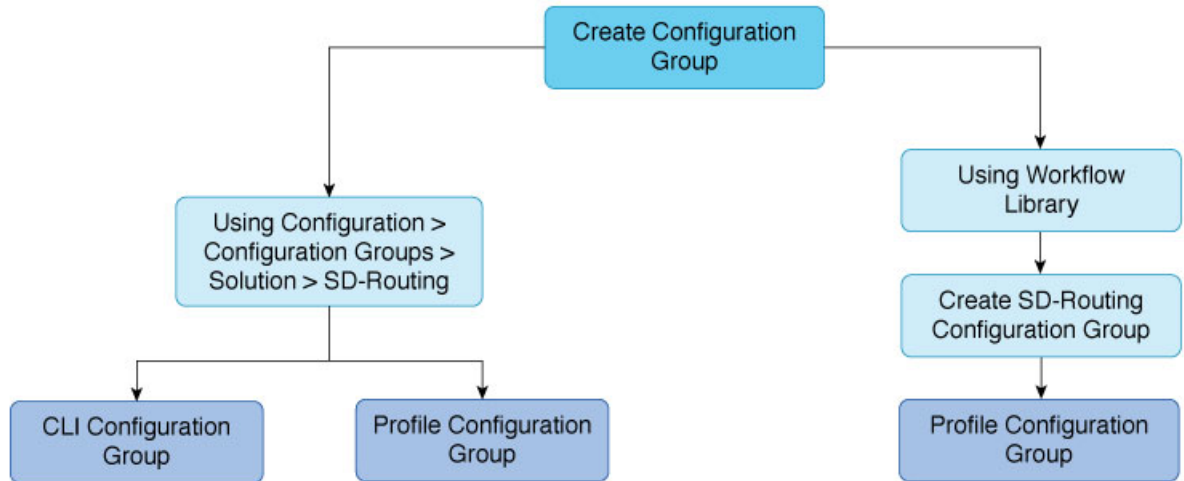 Create Configuration
Group
Using Configuration >
Configuration Groups >
Solution > SD-Routing
CLI Configuration
Group
Profile Configuration
Group
Using Workflow
Library
Create SD-Routing
Configuration Group
Profile Configuration
Group